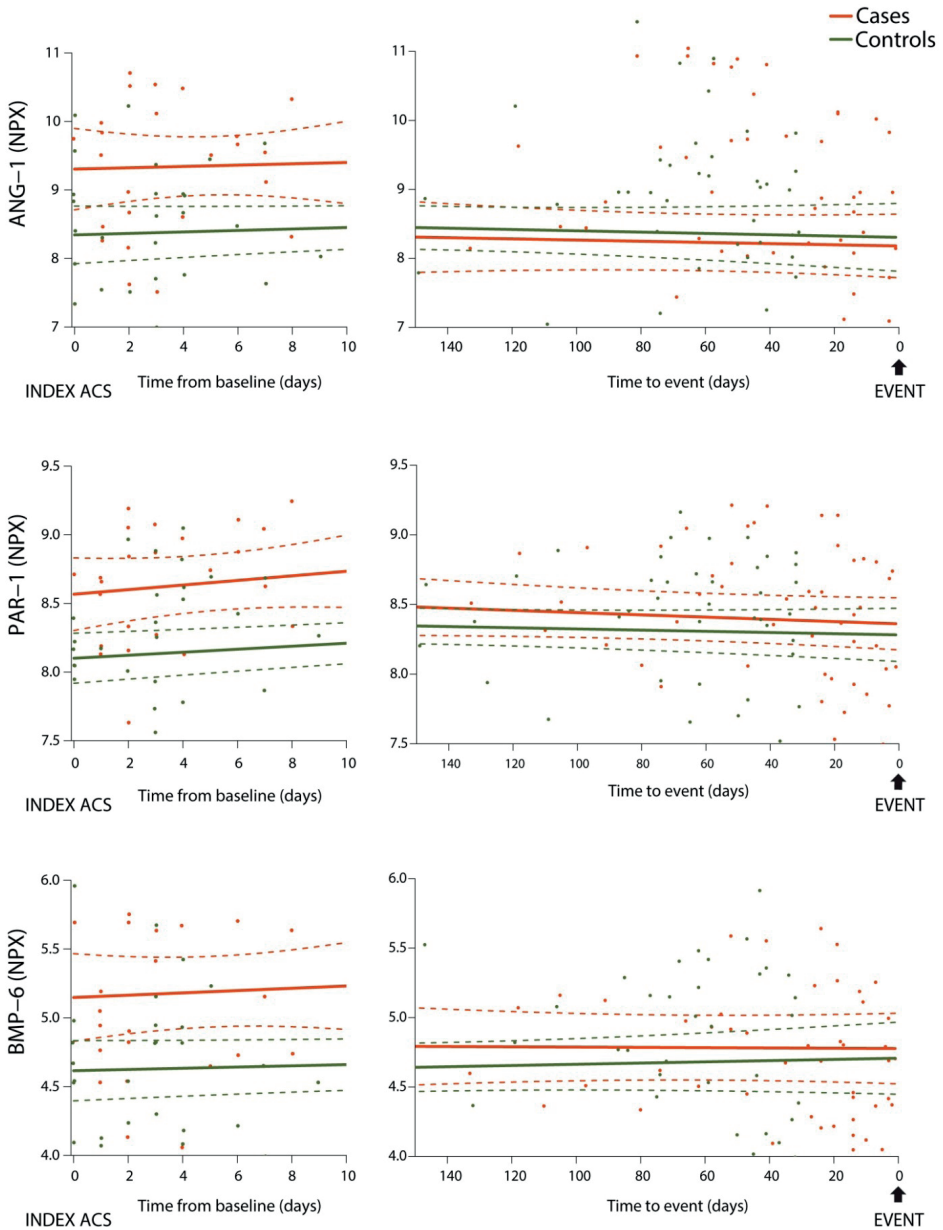 Cases
Controls
ANG–1 (NPX)
11
10
9
8
7
0 2 4 6 8 10
INDEX ACS
Time from baseline (days)
11
10
9
8
7
140 120 100 80 60 40 20 0
Time to event (days)
EVENT
PAR–1 (NPX)
9.5
9.0
8.5
8.0
7.5
0 2 4 6 8 10
INDEX ACS
Time from baseline (days)
9.5
9.0
8.5
8.0
7.5
140 120 100 80 60 40 20 0
Time to event (days)
EVENT
BMP–6 (NPX)
6.0
5.5
5.0
4.5
4.0
0 2 4 6 8 10
INDEX ACS
Time from baseline (days)
6.0
5.5
5.0
4.5
4.0
140 120 100 80 60 40 20 0
Time to event (days)
EVENT